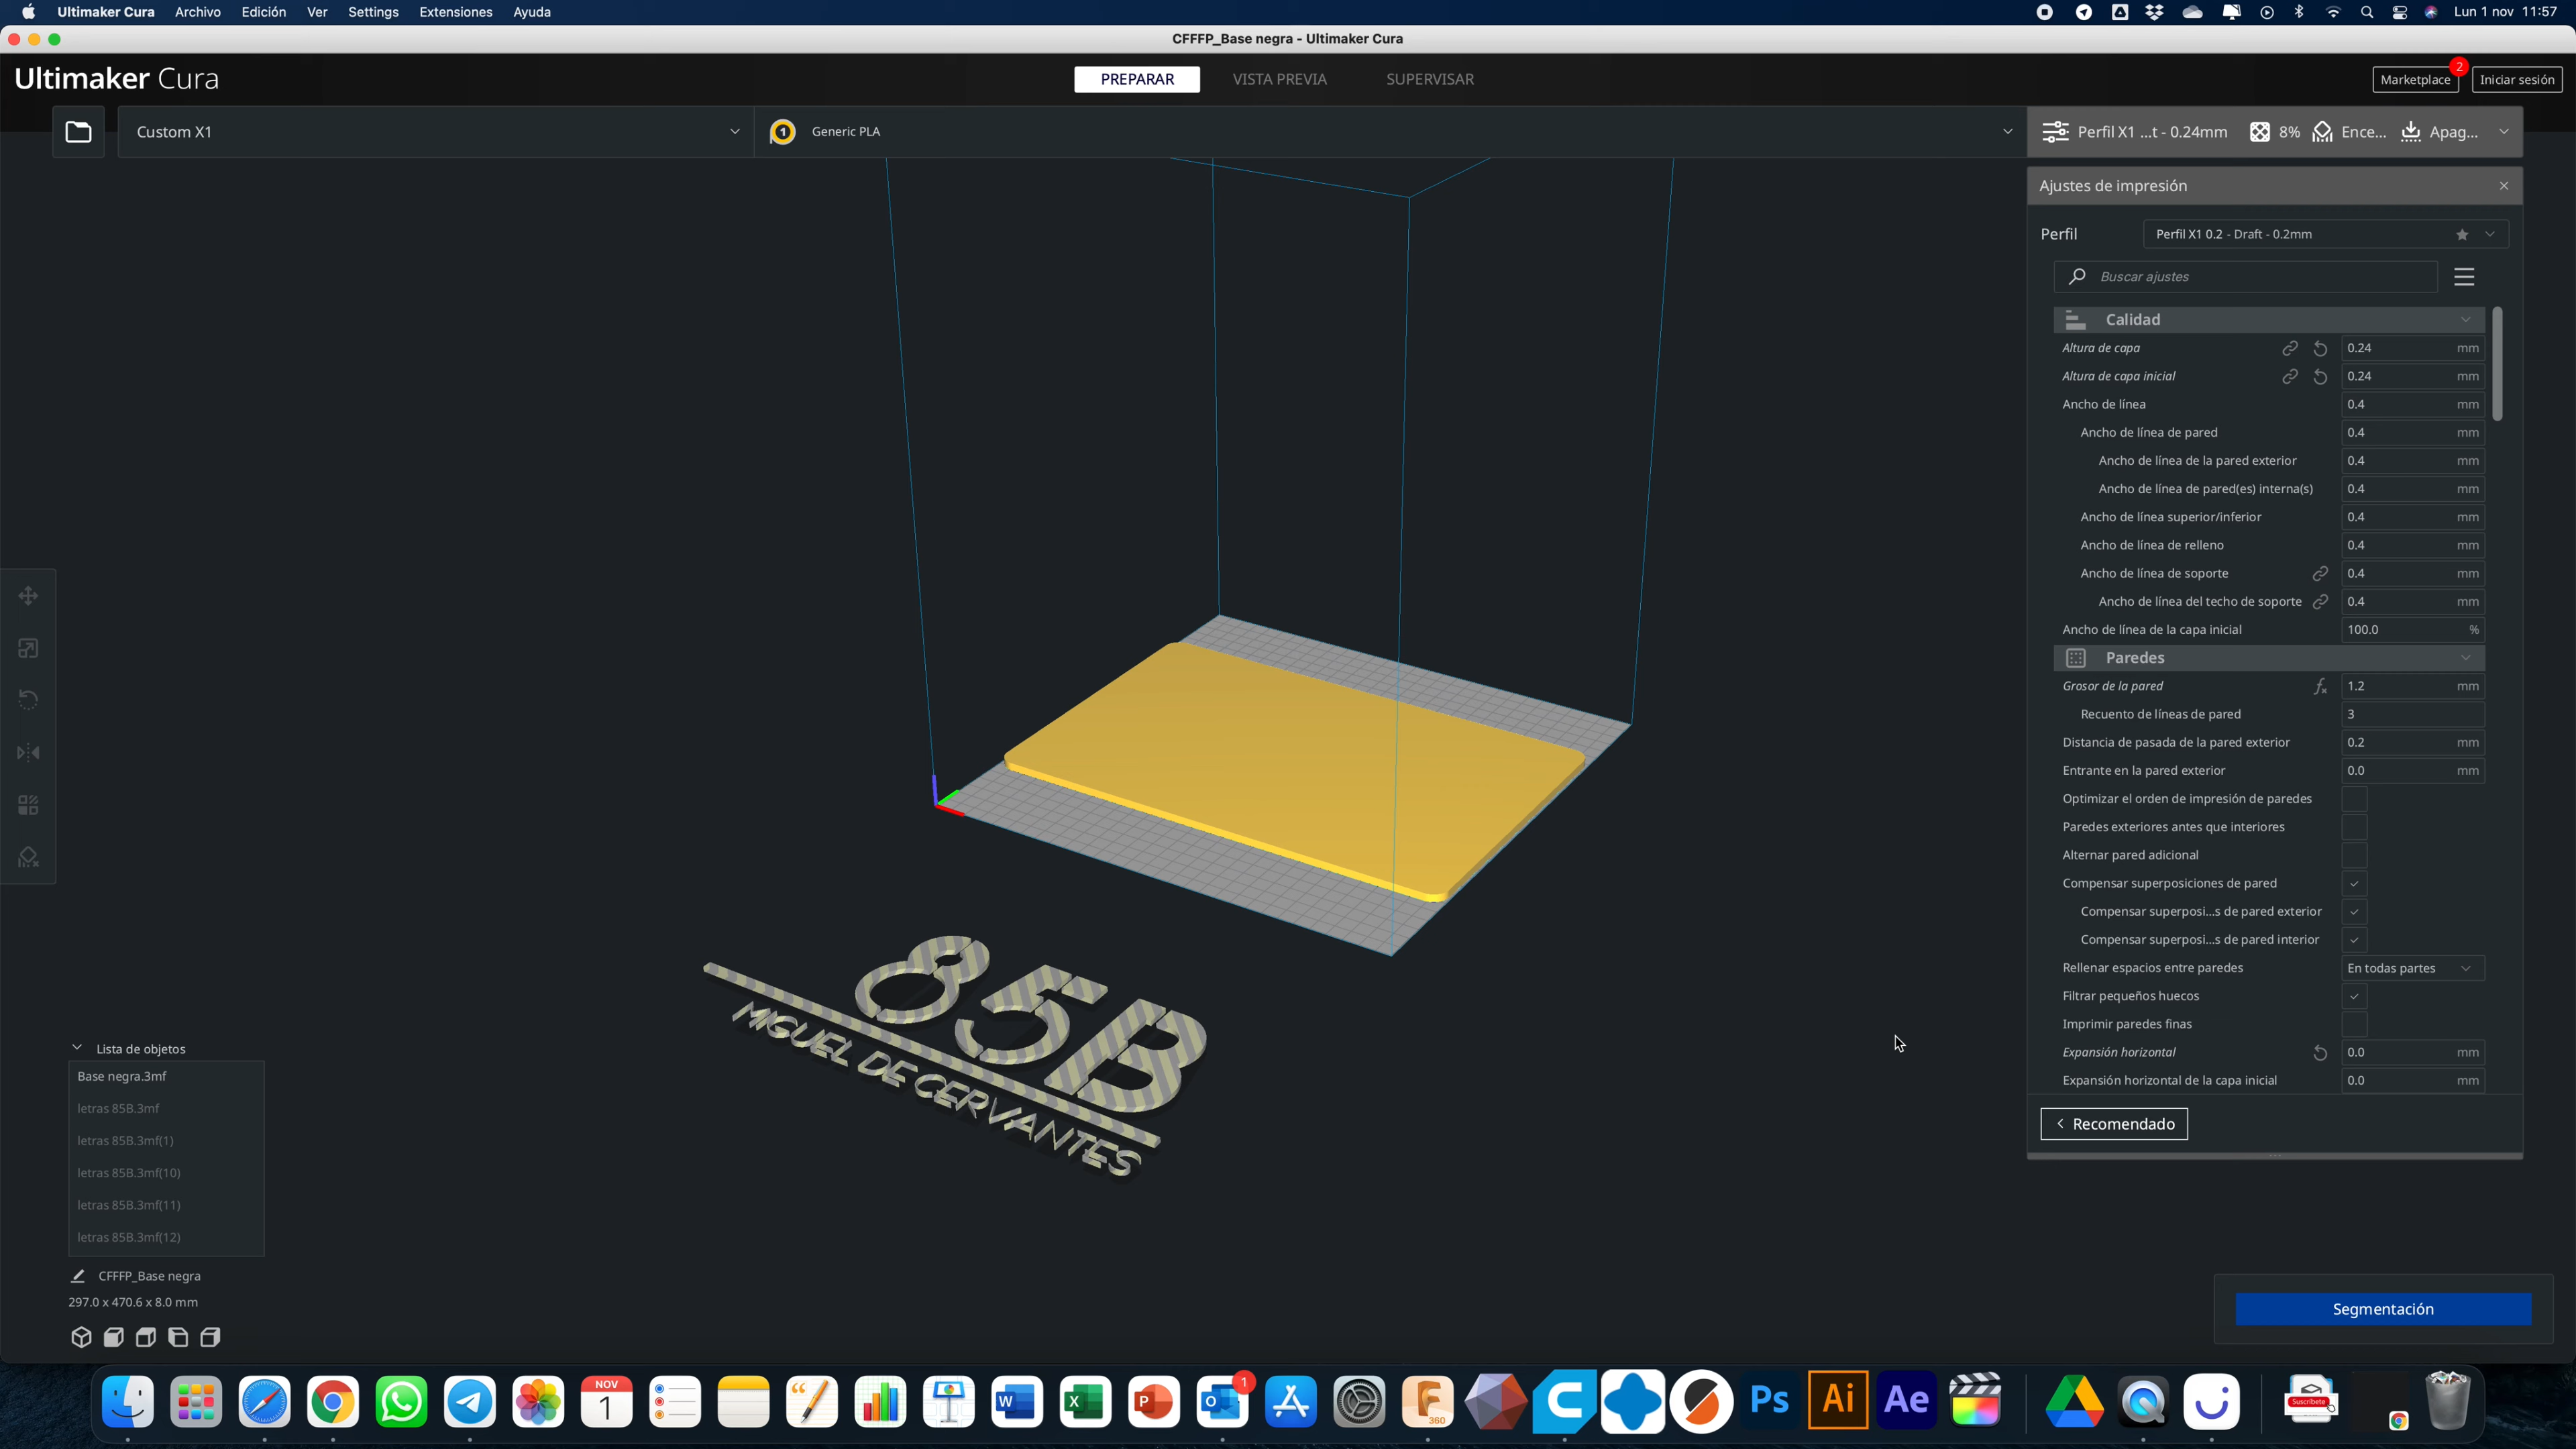 Ultimaker Cura Archivo Edición Ver Settings Extensiones Ayuda Lun 1 nov 11:57
CFFFP_Base negra - Ultimaker Cura
Ultimaker Cura PREPARAR VISTA PREVIA SUPERVISAR Marketplace 2 Iniciar sesión
Custom X1 1 Generic PLA Perfil X1 ...t - 0.24mm 8% Ence... Apag...
Ajustes de impresión
Perfil Perfil X1 0.2 - Draft - 0.2mm
Buscar ajustes
Calidad
Altura de capa 0.24 mm
Altura de capa inicial 0.24 mm
Ancho de línea 0.4 mm
Ancho de línea de pared 0.4 mm
Ancho de línea de la pared exterior 0.4 mm
Ancho de línea de pared(es) interna(s) 0.4 mm
Ancho de línea superior/inferior 0.4 mm
Ancho de línea de relleno 0.4 mm
Ancho de línea de soporte 0.4 mm
Ancho de línea del techo de soporte 0.4 mm
Ancho de línea de la capa inicial 100.0 %
Paredes
Grosor de la pared 1.2 mm
Recuento de líneas de pared 3
Distancia de pasada de la pared exterior 0.2 mm
Entrante en la pared exterior 0.0 mm
Optimizar el orden de impresión de paredes
Paredes exteriores antes que interiores
Alternar pared adicional
Compensar superposiciones de pared
Compensar superposi...s de pared exterior
Compensar superposi...s de pared interior
Rellenar espacios entre paredes En todas partes
Filtrar pequeños huecos
Imprimir paredes finas
Expansión horizontal 0.0 mm
Expansión horizontal de la capa inicial 0.0 mm
Recomendado
85B
MIGUEL DE CERVANTES
Lista de objetos
Base negra.3mf
letras 85B.3mf
letras 85B.3mf(1)
letras 85B.3mf(10)
letras 85B.3mf(11)
letras 85B.3mf(12)
CFFFP_Base negra
297.0 x 470.6 x 8.0 mm
Segmentación
NOV
1
W X P O 1 360 Ps Ai Ae Suscríbete